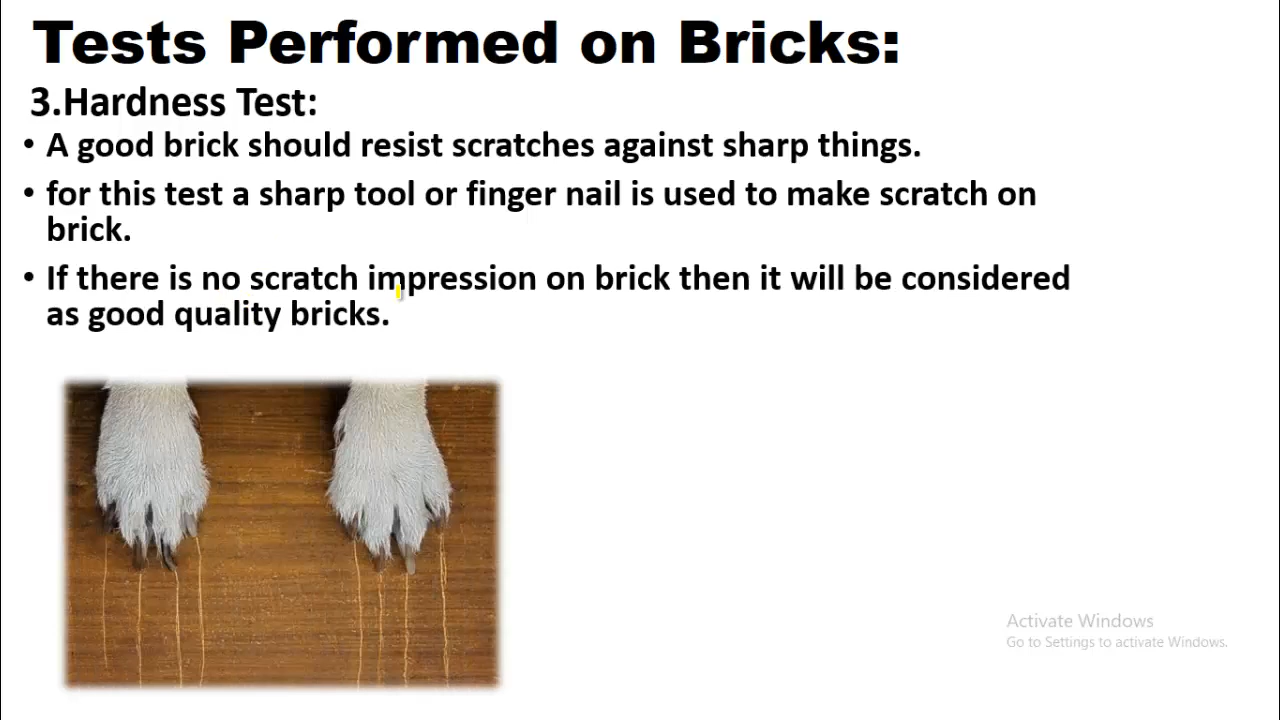 Tests Performed on Bricks:
3.Hardness Test:
• A good brick should resist scratches against sharp things.
• for this test a sharp tool or finger nail is used to make scratch on
brick.
• If there is no scratch impression on brick then it will be considered
as good quality bricks.
Activate Windows
Go to Settings to activate Windows.